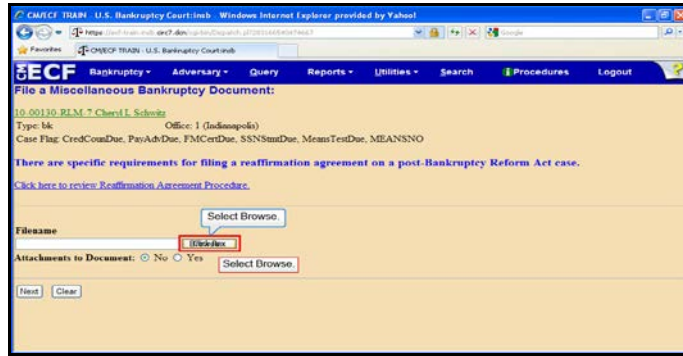 CM/ECF TRAIN - U.S. Bankruptcy Court:insb - Windows Internet Explorer provided by Yahoo!
Google
Favorites
CM/ECF TRAIN - U.S. Bankruptcy Court:insb
ECF Bankruptcy Adversary Query Reports Utilities Search Procedures Logout ?
File a Miscellaneous Bankruptcy Document:
10-00130-RLM-7 Cheryl L Schwitz
Type: bk Office: 1 (Indianapolis)
Case Flag: CredCounDue, PayAdvDue, FMCertDue, SSNStmtDue, MeansTestDue, MEANSNO
There are specific requirements for filing a reaffirmation agreement on a post-Bankruptcy Reform Act case.
Click here to review Reaffirmation Agreement Procedure.
Select Browse.
Filename
Attachments to Document: No Yes
Select Browse.
Next Clear